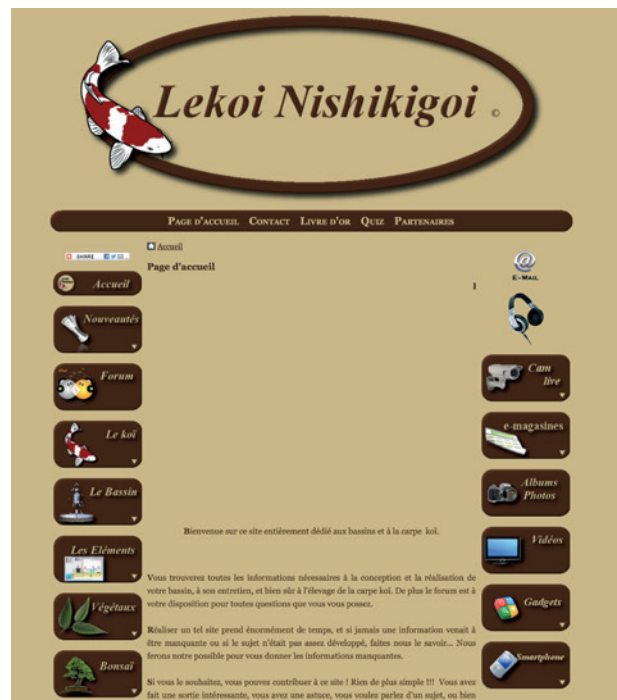 Lekoi Nishikigoi ©
PAGE D'ACCUEIL CONTACT LIVRE D'OR QUIZ PARTENAIRES
Accueil
Page d'accueil
SHARE
Accueil
Nouveautés
Forum
Le koï
Le Bassin
Les Eléments
Végétaux
Bonsaï
Bienvenue sur ce site entièrement dédié aux bassins et à la carpe koï.
Vous trouverez toutes les informations nécessaires à la conception et la réalisation de
votre bassin, à son entretien, et bien sûr à l'élevage de la carpe koï. De plus le forum est à
votre disposition pour toutes questions que vous vous possez.
Réaliser un tel site prend énormément de temps, et si jamais une information venait à
être manquante ou si le sujet n'était pas assez développé, faites nous le savoir... Nous
ferons notre possible pour vous donner les informations manquantes.
Si vous le souhaitez, vous pouvez contribuer à ce site ! Rien de plus simple !!! Vous avez
fait une sortie intéressante, vous avez une astuce, vous voulez parlez d'un sujet, ou bien
E-MAIL
Cam
live
e-magasines
Albums
Photos
Vidéos
Gadgets
Smartphone